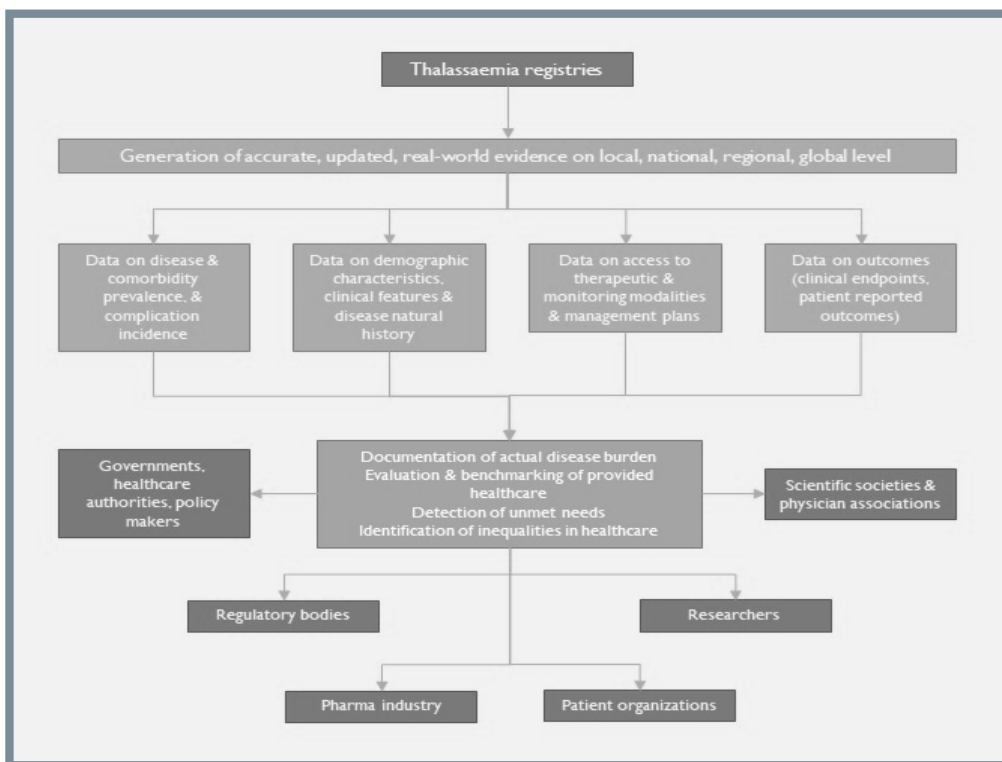 Thalassaemia registries
Generation of accurate, updated, real-world evidence on local, national, regional, global level
Data on disease &
comorbidity
prevalence, &
complication
incidence
Data on demographic
characteristics,
clinical features &
disease natural
history
Data on access to
therapeutic &
monitoring modalities
& management plans
Data on outcomes
(clinical endpoints,
patient reported
outcomes)
Governments,
healthcare
authorities, policy
makers
Documentation of actual disease burden
Evaluation & benchmarking of provided
healthcare
Detection of unmet needs
Identification of inequalities in healthcare
Scientific societies &
physician associations
Regulatory bodies
Researchers
Pharma industry
Patient organizations